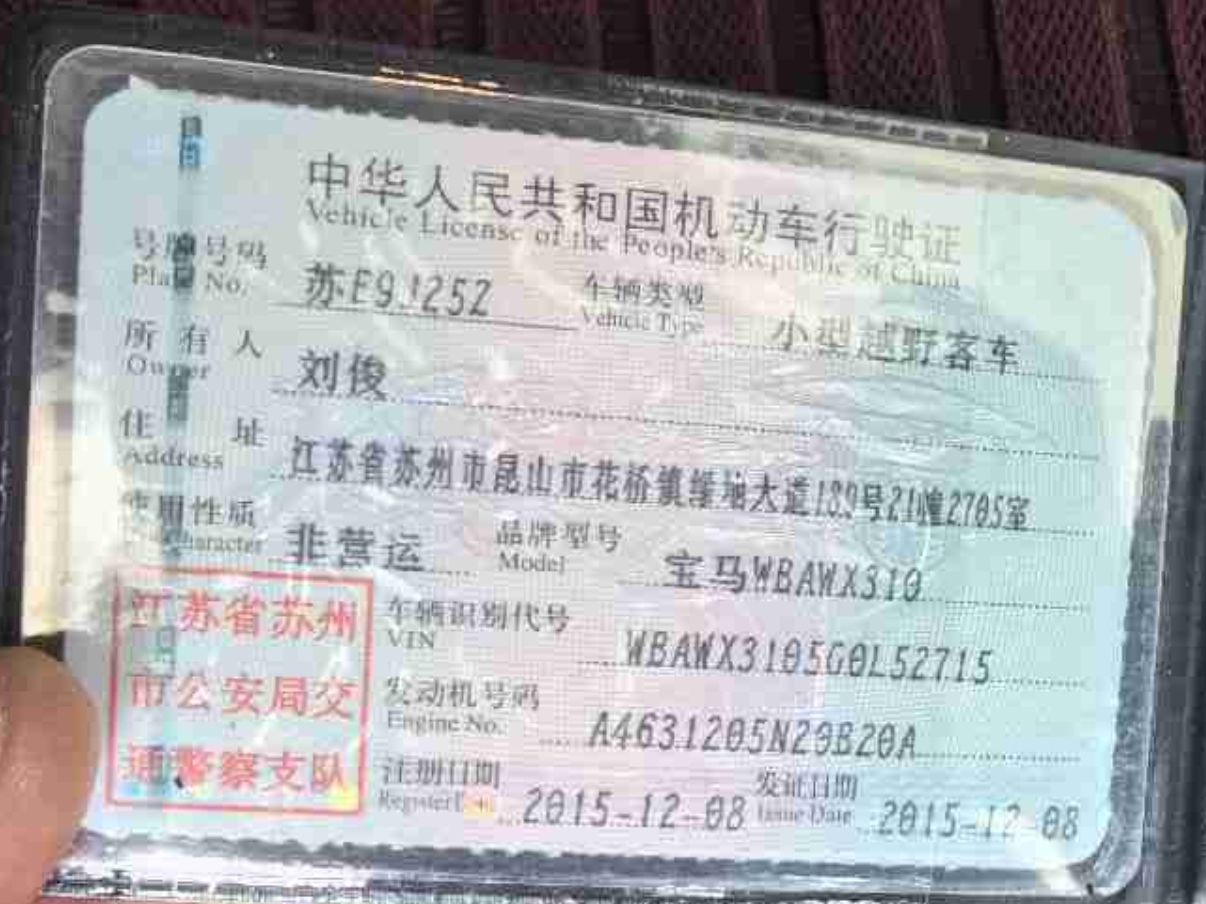 中华人民共和国机动车行驶证
Vehicle License of the People's Republic of China
号牌号码 苏E91252 车辆类型 小型越野客车
Plate No. Vehicle Type
所有人 刘俊
Owner
住址 江苏省苏州市昆山市花桥镇绿地大道189号21幢2705室
Address
使用性质 非营运 品牌型号 宝马WBAWX310
Character Model
江苏省苏州
市公安局交
通警察支队
车辆识别代号 WBAWX3105G0L52715
VIN
发动机号码 A4631205N20B20A
Engine No.
注册日期 2015-12-08 发证日期 2015-12-08
Register Issue Date